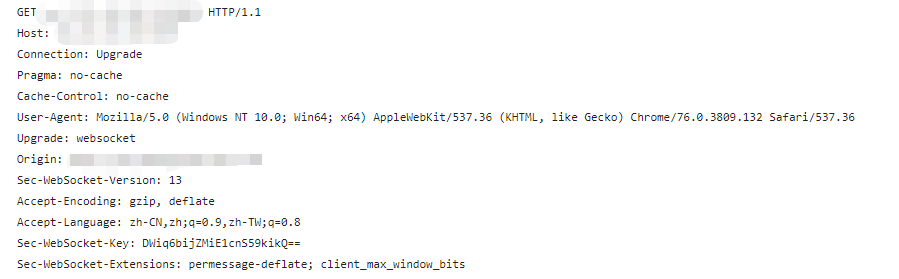 GET HTTP/1.1
Host:
Connection: Upgrade
Pragma: no-cache
Cache-Control: no-cache
User-Agent: Mozilla/5.0 (Windows NT 10.0; Win64; x64) AppleWebKit/537.36 (KHTML, like Gecko) Chrome/76.0.3809.132 Safari/537.36
Upgrade: websocket
Origin:
Sec-WebSocket-Version: 13
Accept-Encoding: gzip, deflate
Accept-Language: zh-CN,zh;q=0.9,zh-TW;q=0.8
Sec-WebSocket-Key: DWiq6bijZMiE1cnS59kikQ==
Sec-WebSocket-Extensions: permessage-deflate; client_max_window_bits